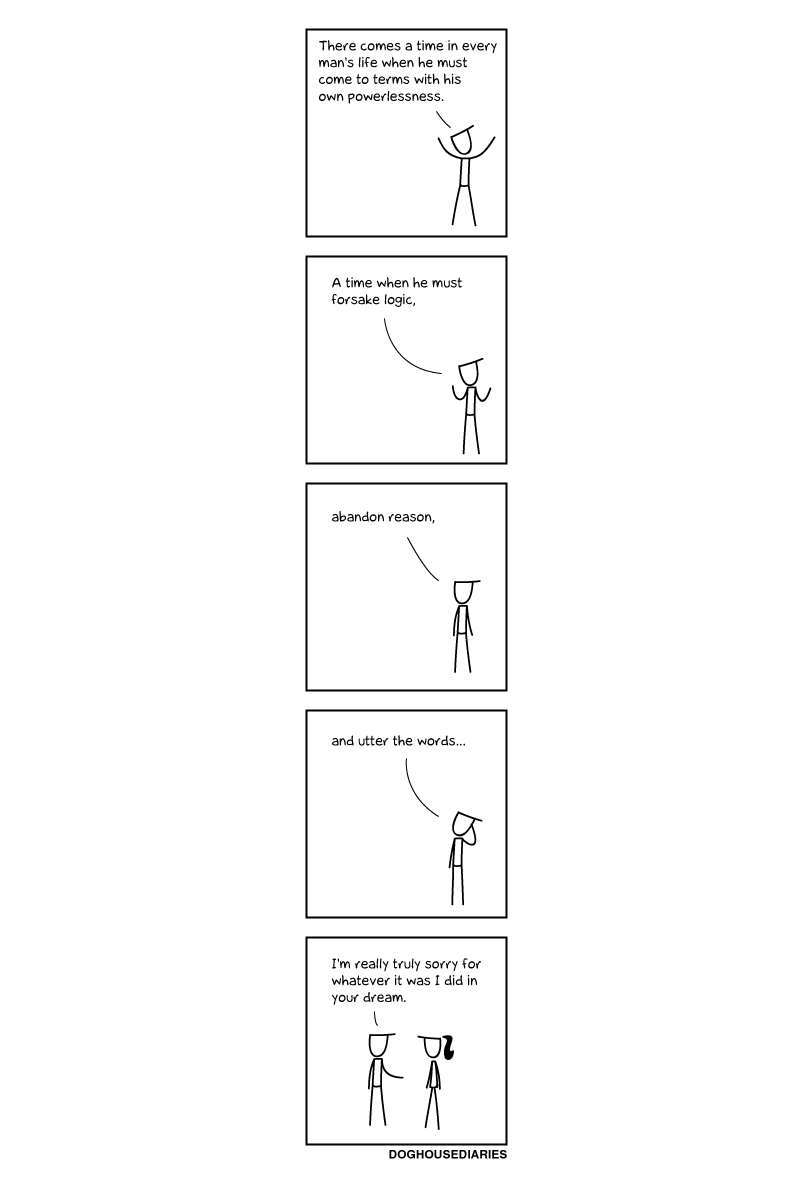 There comes a time in every
man's life when he must
come to terms with his
own powerlessness.
A time when he must
forsake logic,
abandon reason,
and utter the words...
I'm really truly sorry for
whatever it was I did in
your dream.
DOGHOUSEDIARIES